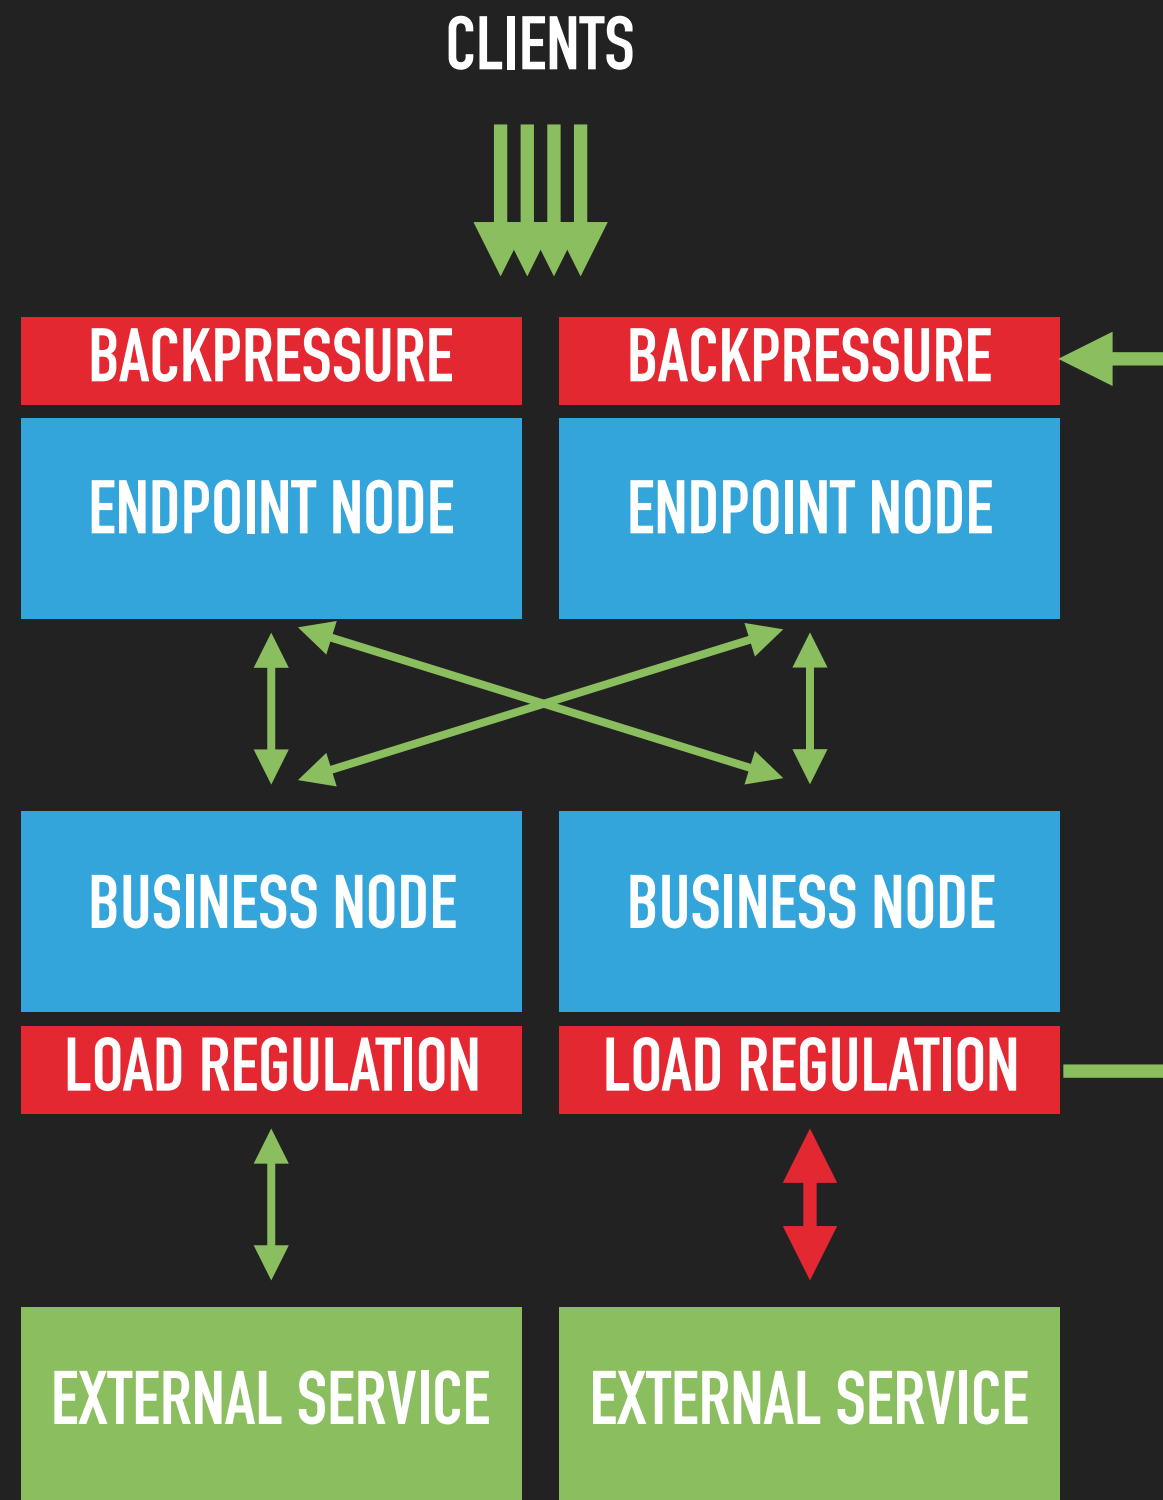 CLIENTS
BACKPRESSURE
BACKPRESSURE
ENDPOINT NODE
ENDPOINT NODE
BUSINESS NODE
BUSINESS NODE
LOAD REGULATION
LOAD REGULATION
EXTERNAL SERVICE
EXTERNAL SERVICE